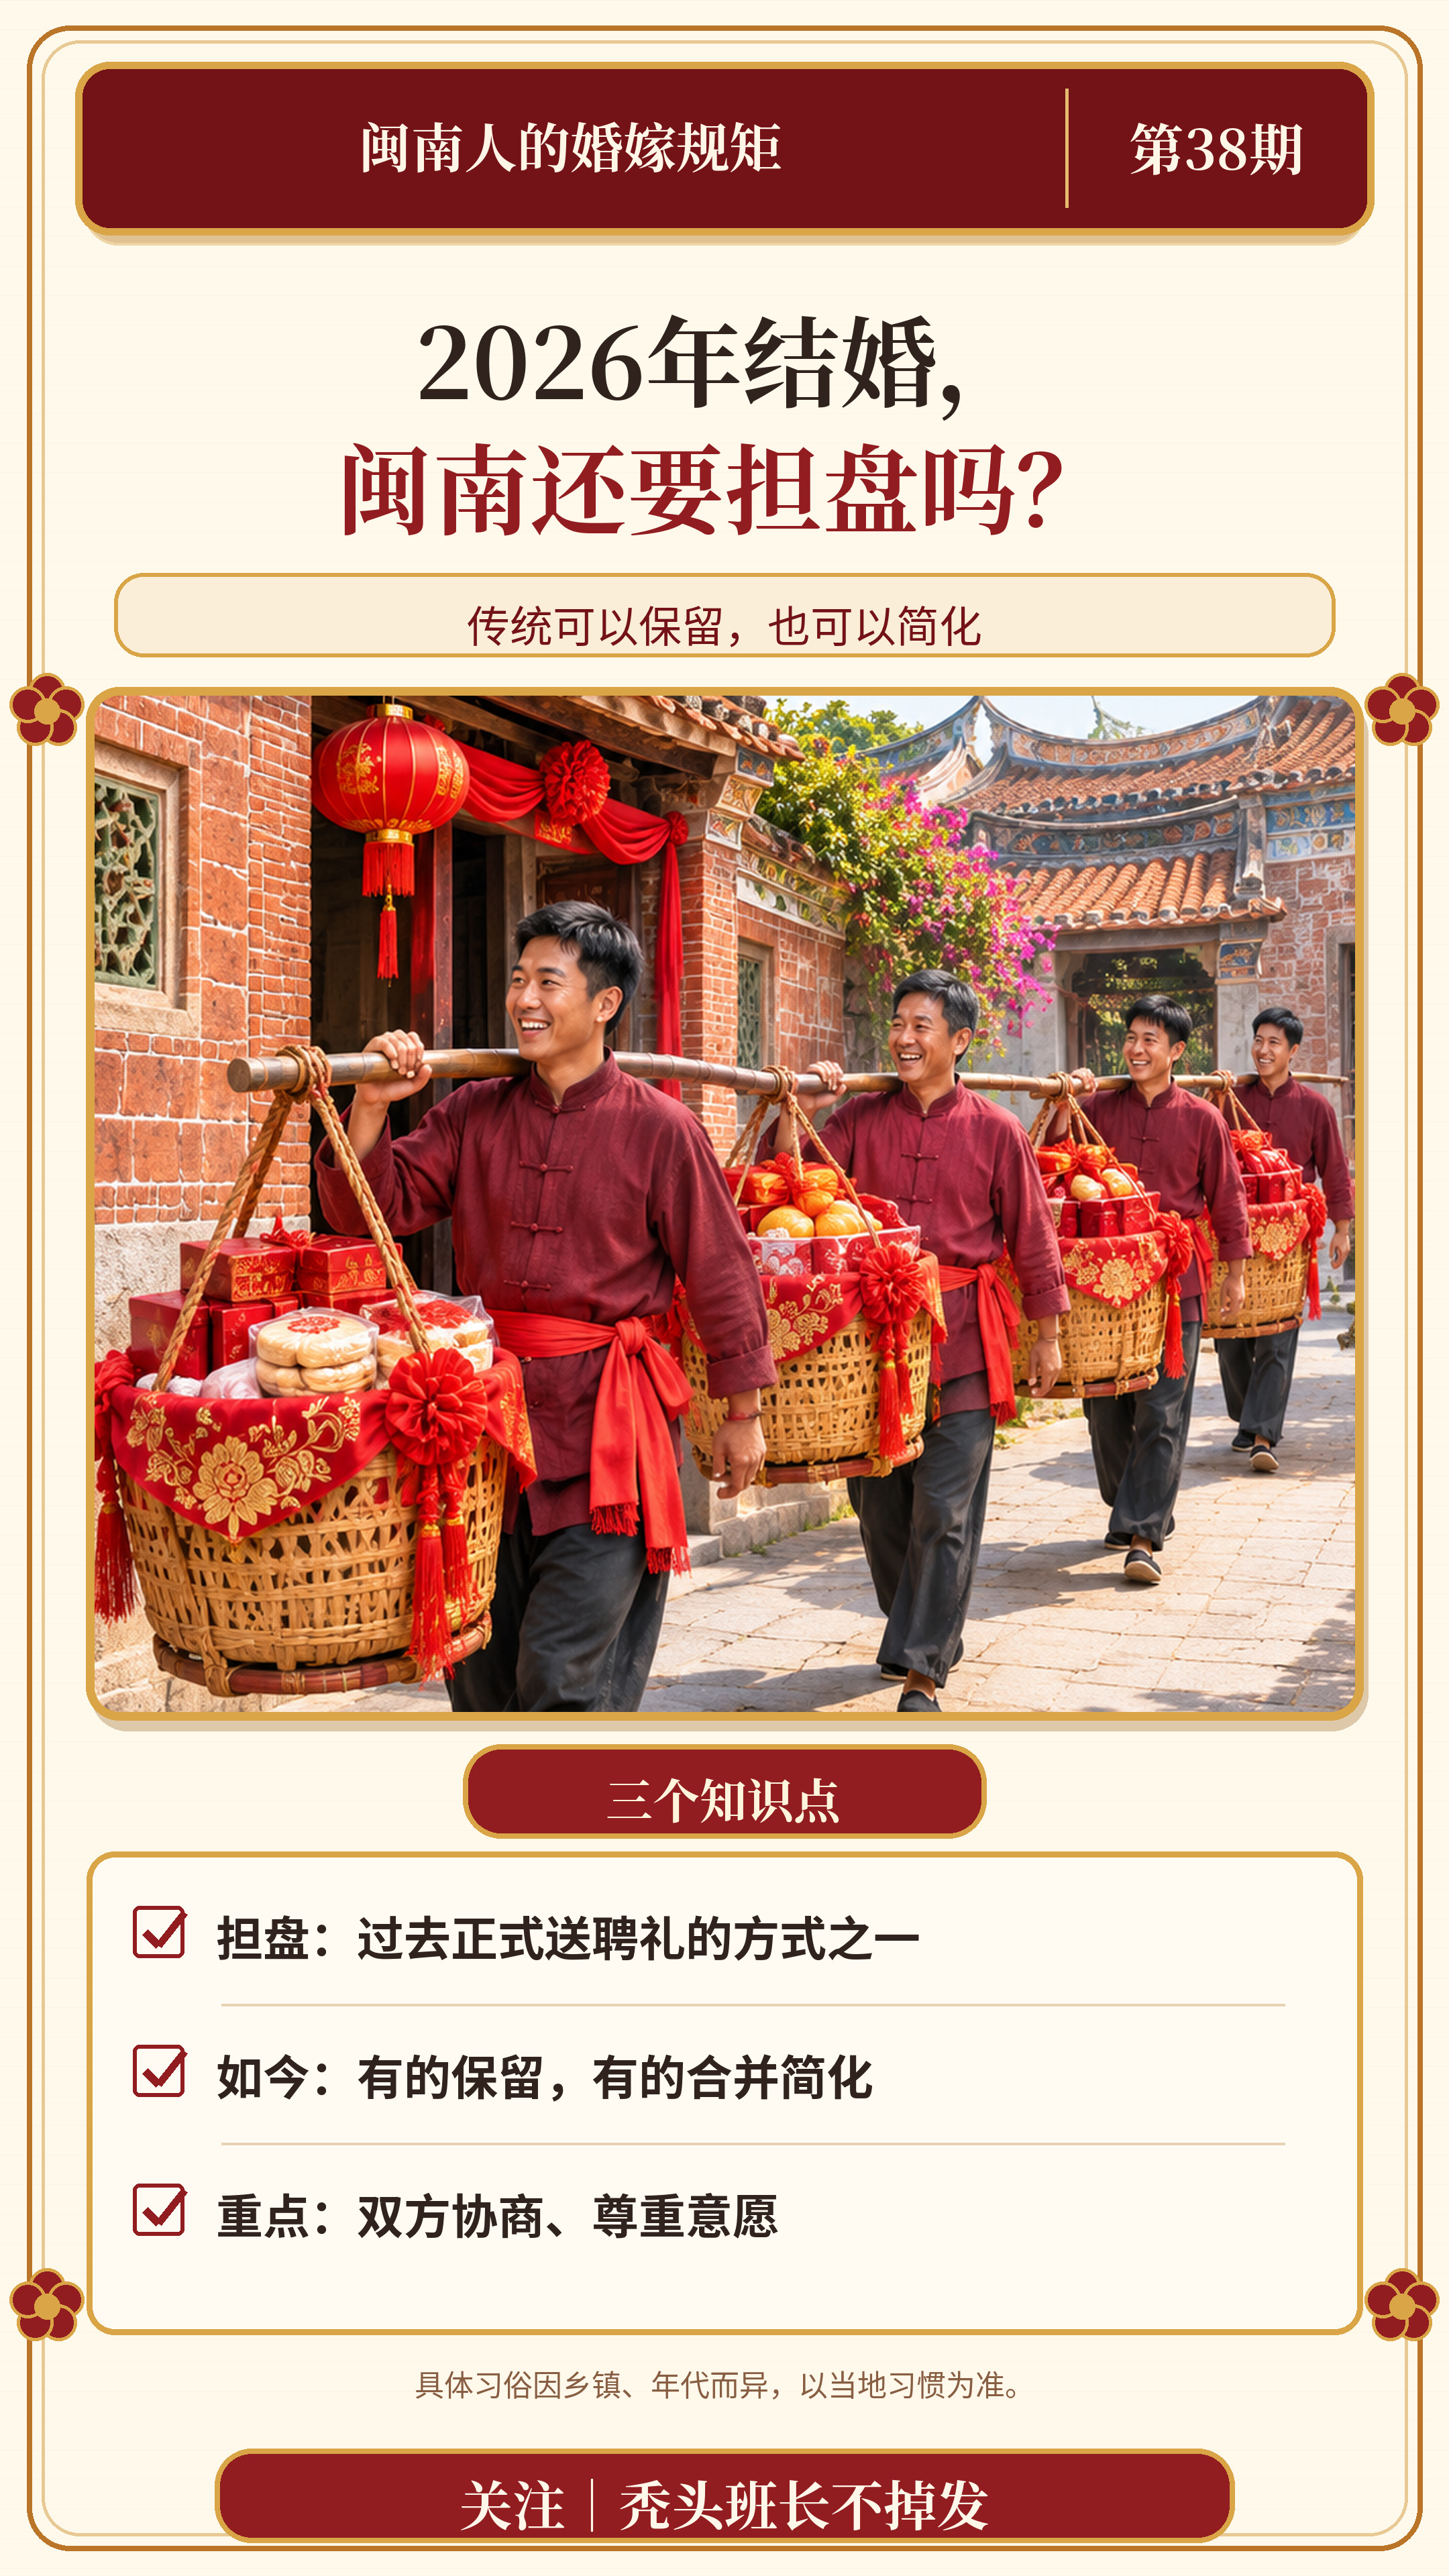 闽南人的婚嫁规矩
第38期
2026年结婚，
闽南还要担盘吗？
传统可以保留，也可以简化
三个知识点
担盘：过去正式送聘礼的方式之一
如今：有的保留，有的合并简化
重点：双方协商、尊重意愿
具体习俗因乡镇、年代而异，以当地习惯为准。
关注｜秃头班长不掉发